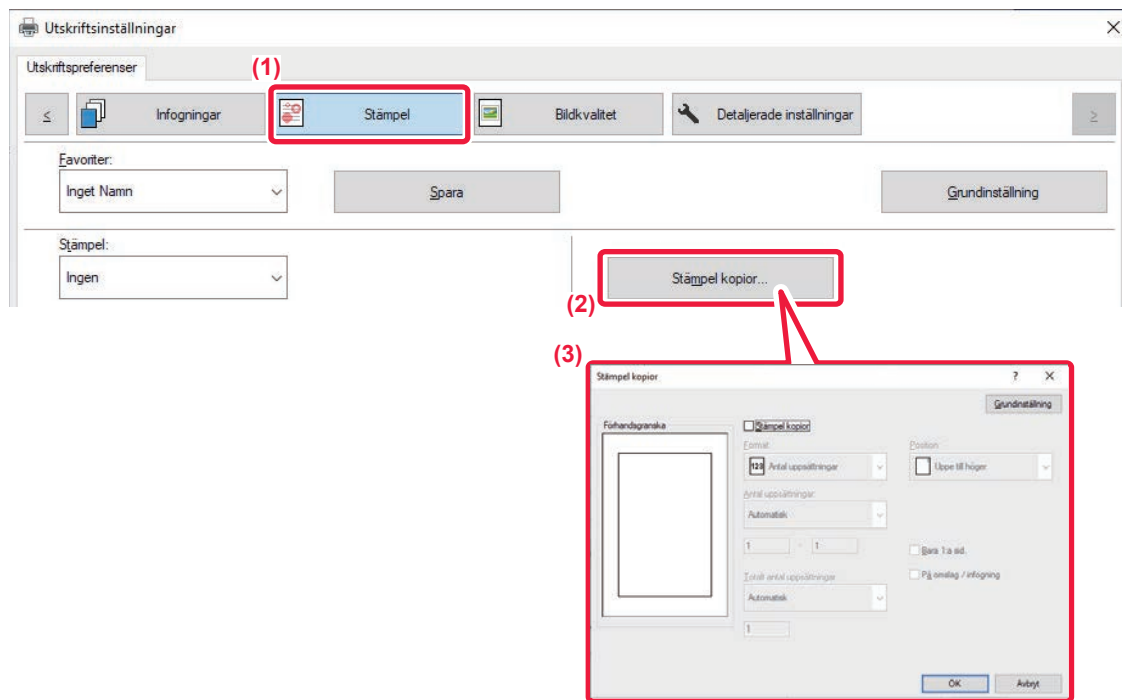 Utskriftsinställningar
Utskriftspreferenser
(1)
≤ Infogningar Stämpel Bildkvalitet Detaljerade inställningar ≥
Favoriter:
Inget Namn Spara Grundinställning
Stämpel:
Ingen Stämpel kopior...
(2)
(3)
Stämpel kopior ? X
Grundinställning
Förhandsgranska Stämpel kopior
Format: Position:
123 Antal uppsättningar Uppe till höger
Antal uppsättningar:
Automatisk
1 - 1 Bara 1:a sid.
Totalt antal uppsättningar På omslag / infogning
Automatisk
1
OK Avbryt